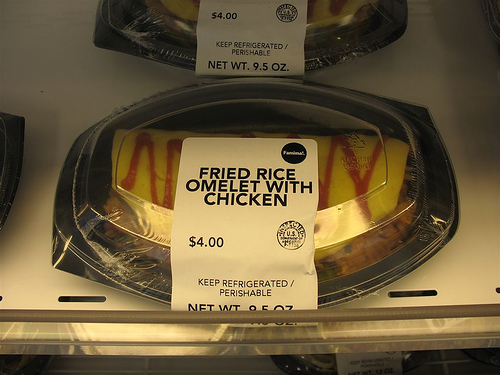 $4.00
KEEP REFRIGERATED /
PERISHABLE
NET WT. 9.5 OZ.
Famima!!
FRIED RICE
OMELET WITH
CHICKEN
$4.00
U.S.
KEEP REFRIGERATED /
PERISHABLE
NET WT. 9.5 OZ.